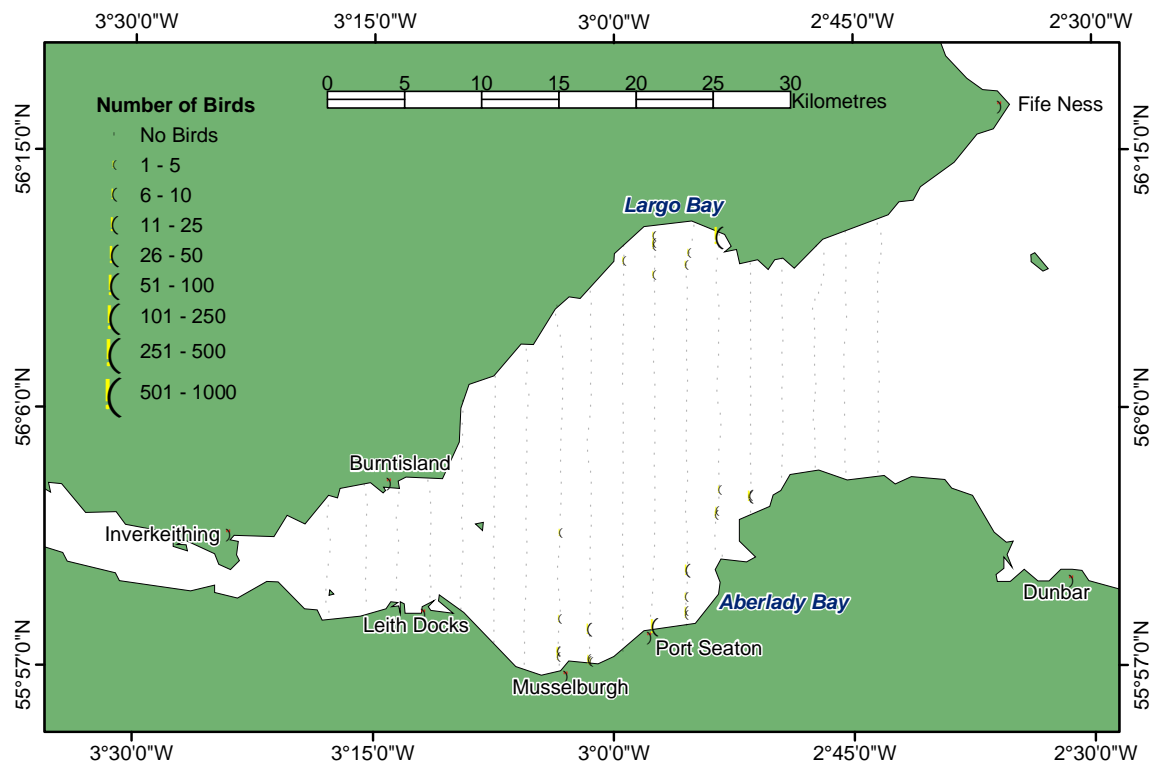 3°30'0"W 3°15'0"W 3°0'0"W 2°45'0"W 2°30'0"W
0 5 10 15 20 25 30
Kilometres
Number of Birds
No Birds
1 - 5
6 - 10
11 - 25
26 - 50
51 - 100
101 - 250
251 - 500
501 - 1000
Fife Ness
56°15'0"N 56°15'0"N
Largo Bay
56°6'0"N 56°6'0"N
Burntisland
Inverkeithing
Leith Docks
Aberlady Bay
Dunbar
Port Seaton
Musselburgh
55°57'0"N 55°57'0"N
3°30'0"W 3°15'0"W 3°0'0"W 2°45'0"W 2°30'0"W